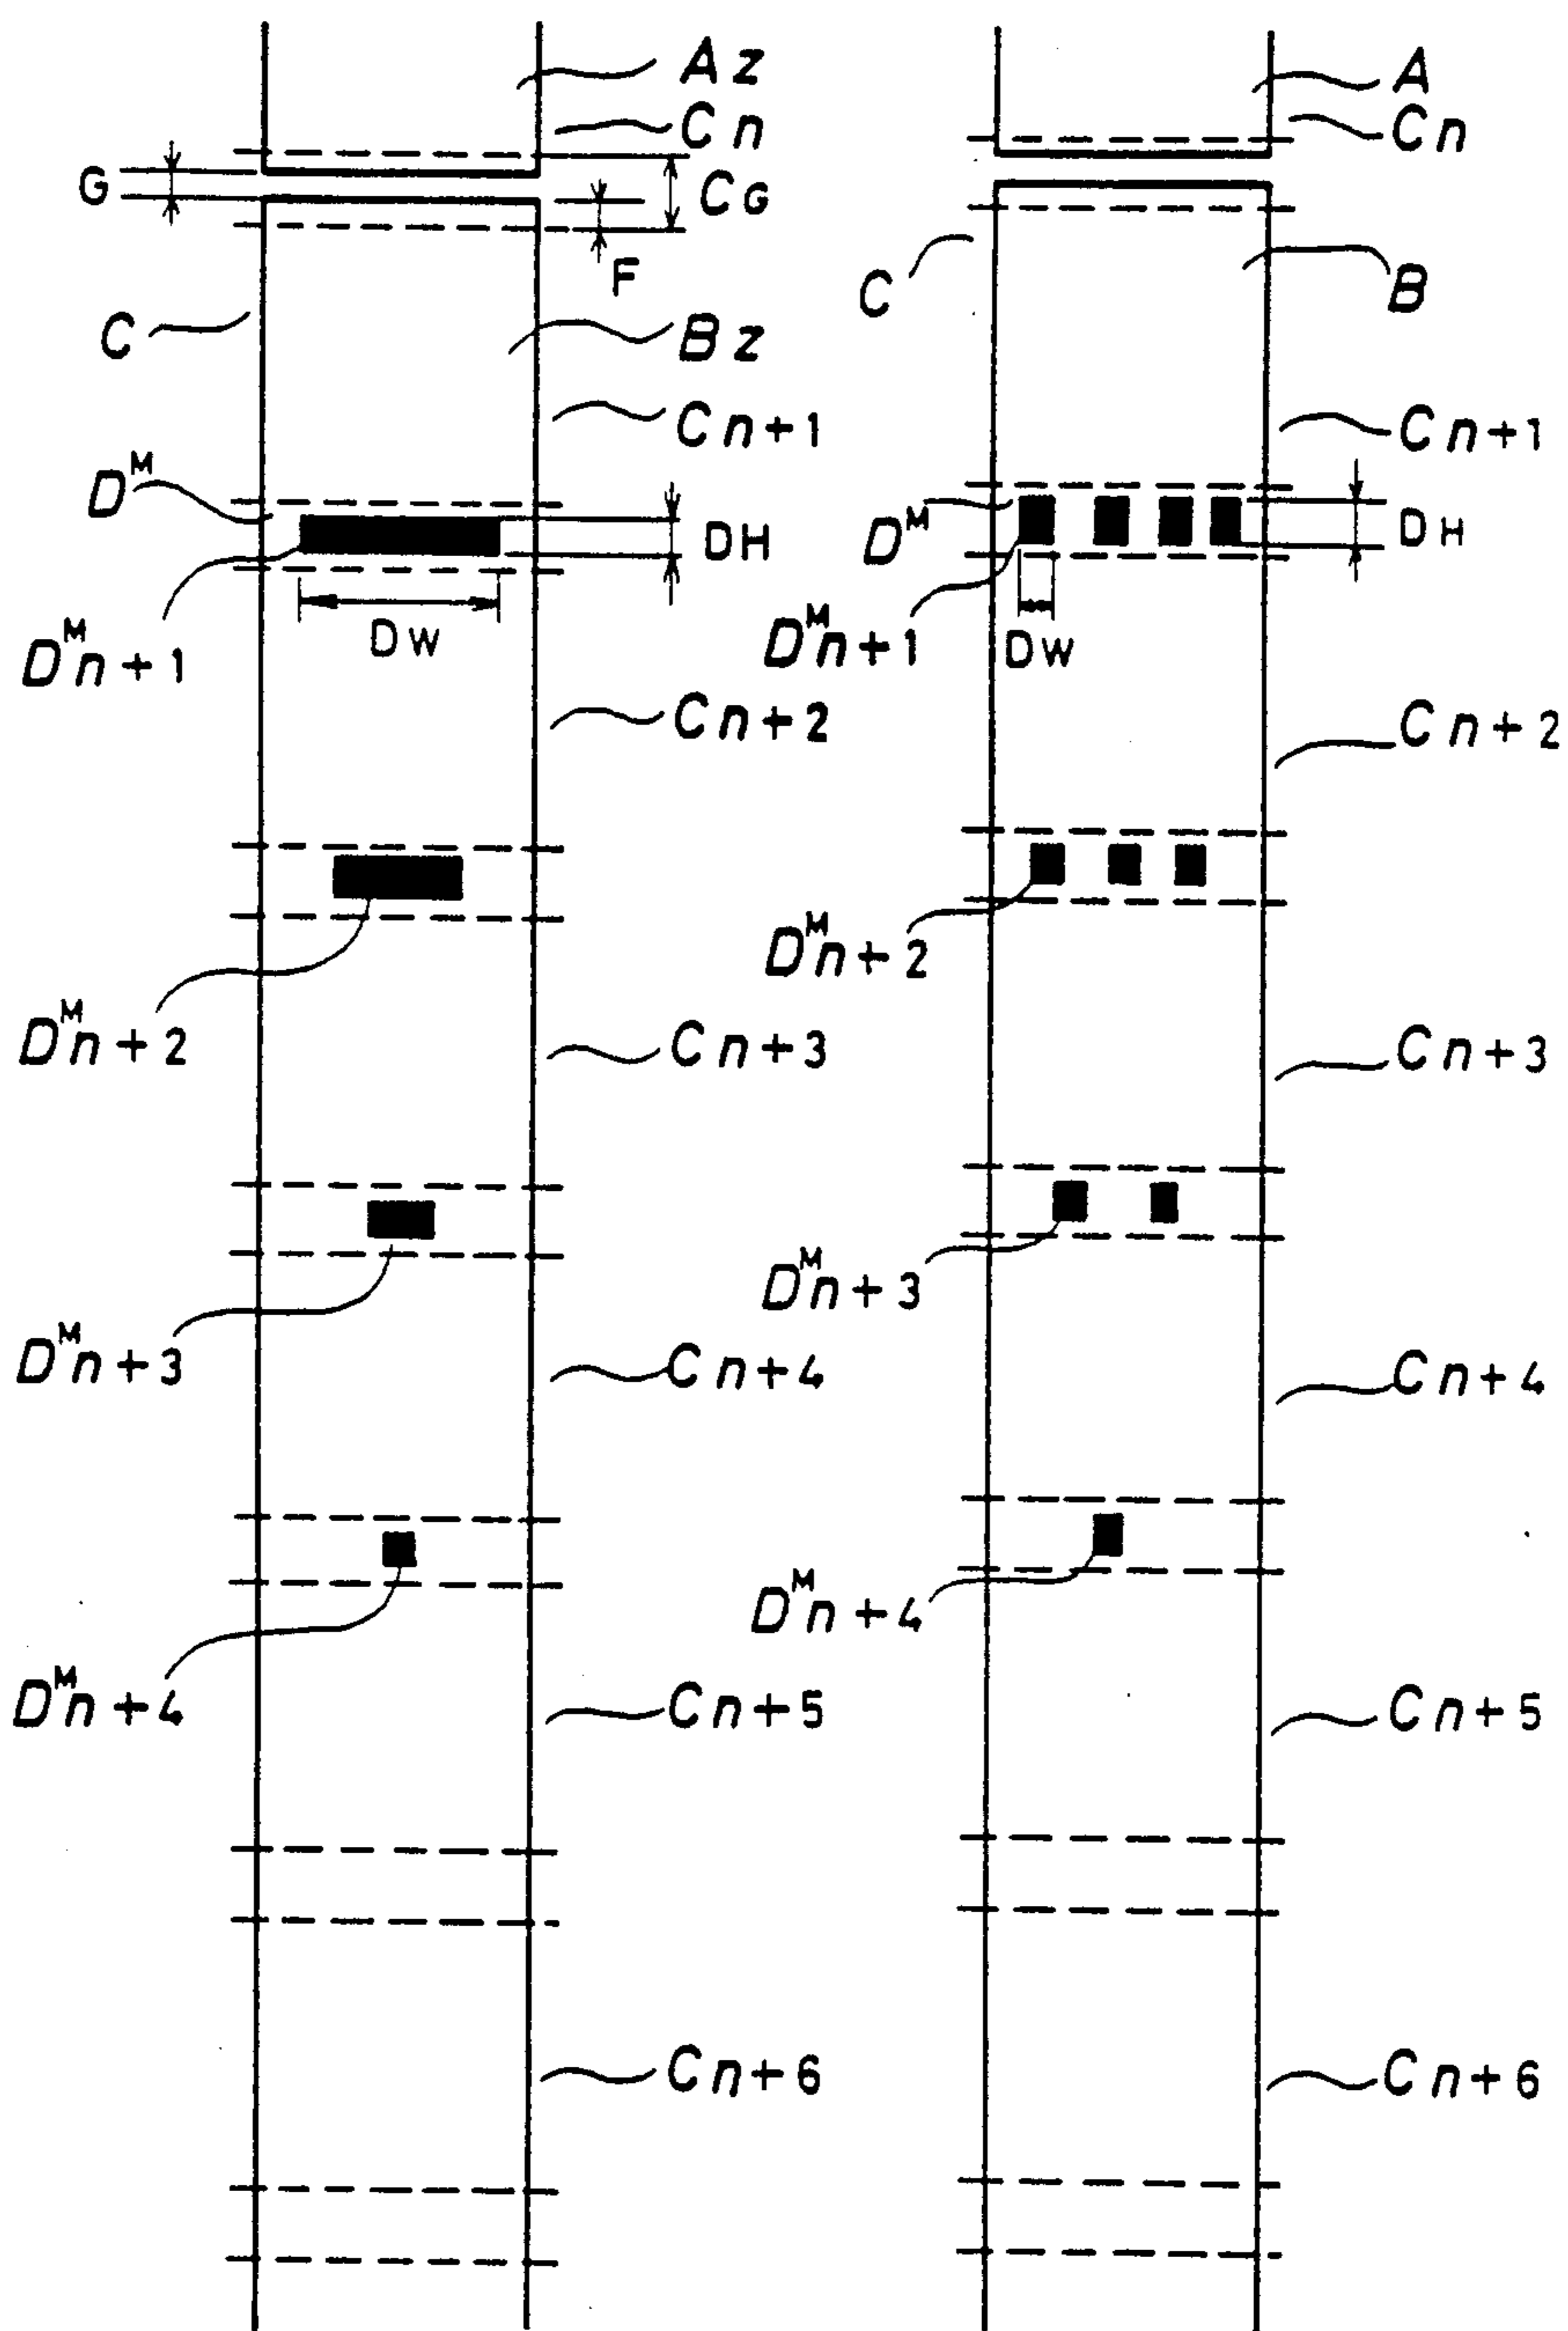 Az
Cn
G
CG
F
C
Bz
Cn+1
D^M
DH
D^Mn+1
DW
Cn+2
D^Mn+2
Cn+3
D^Mn+3
Cn+4
D^Mn+4
Cn+5
Cn+6
A
Cn
C
B
Cn+1
D^M
DH
D^Mn+1
DW
Cn+2
D^Mn+2
Cn+3
D^Mn+3
Cn+4
D^Mn+4
Cn+5
Cn+6